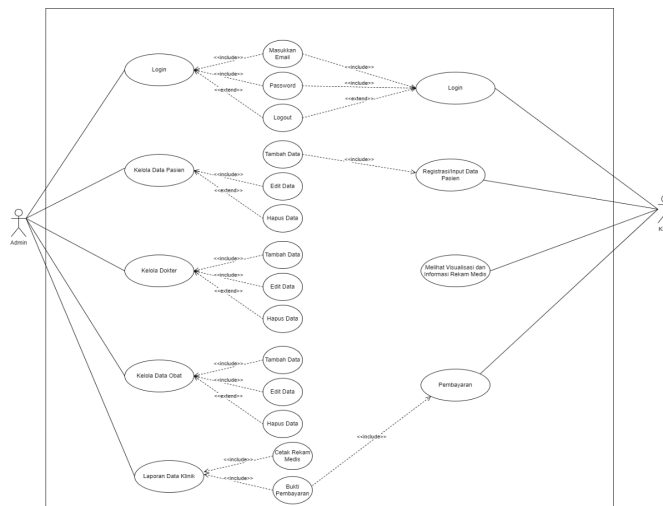 Masukkan
Email
<<include>>
<<include>>
Login
<<include>>
Password
<<include>>
Login
<<extend>>
Logout
<<extend>>
Tambah Data
<<include>>
Kelola Data Pasien
<<include>>
Edit Data
Registrasi/Input Data
Pasien
<<extend>>
Hapus Data
Admin
Tambah Data
<<include>>
Kelola Dokter
<<include>>
Edit Data
Melihat Visualisasi dan
Informasi Rekam Medis
<<extend>>
Hapus Data
Tambah Data
<<include>>
Kelola Data Obat
<<include>>
Edit Data
Pembayaran
<<extend>>
Hapus Data
<<include>>
Cetak Rekam
Medis
<<include>>
Laporan Data Klinik
<<include>>
Bukti
Pembayaran